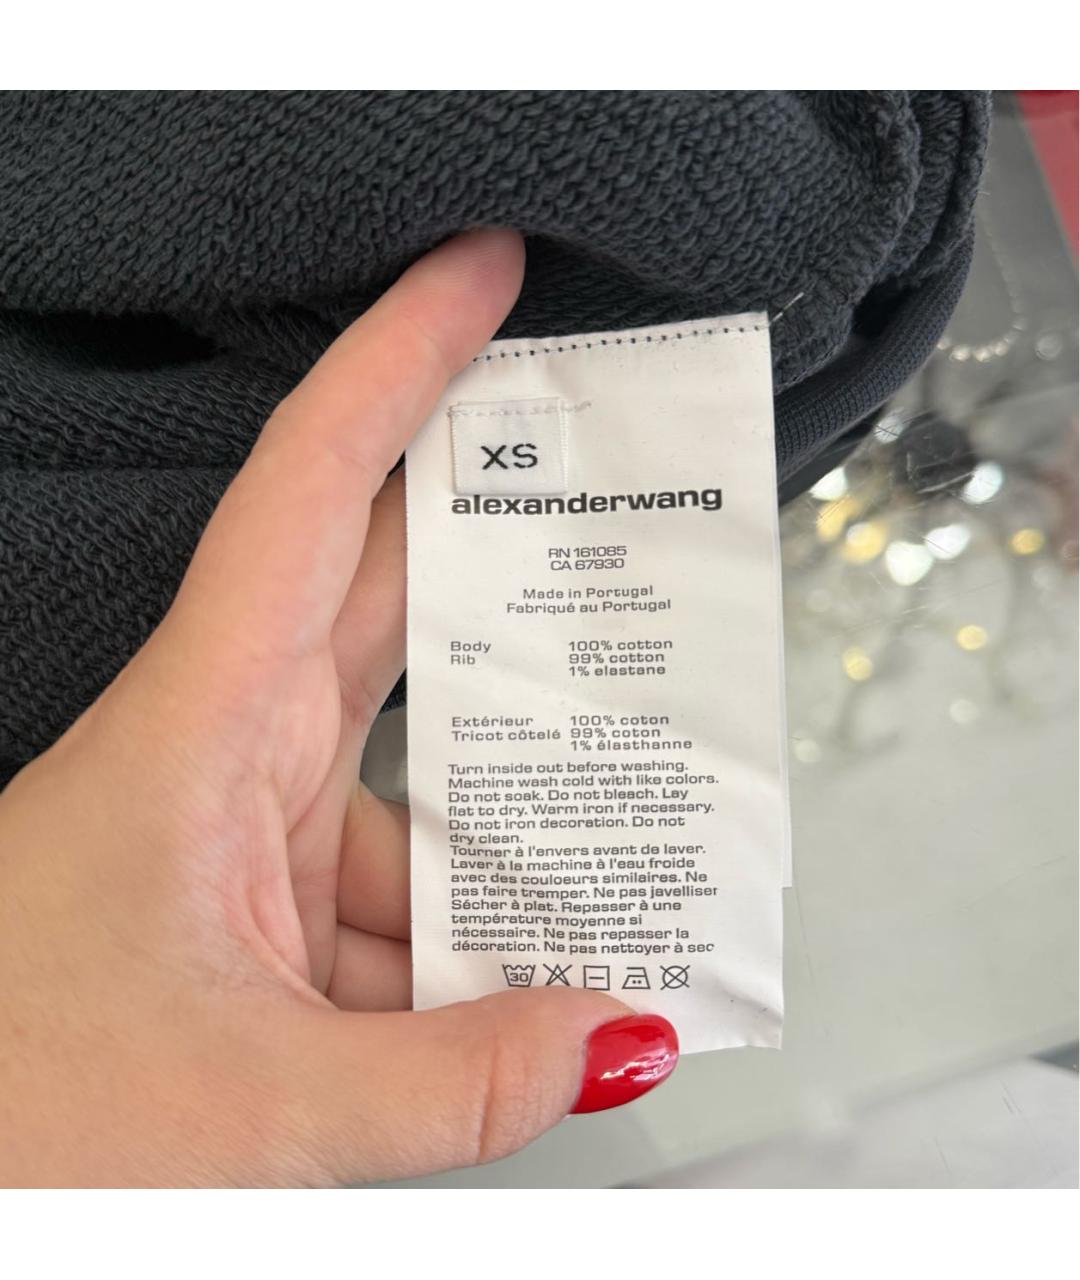 XS
alexanderwang
RN 161085
CA 67930
Made in Portugal
Fabriqué au Portugal
Body 100% cotton
Rib 99% cotton
1% elastane
Extérieur 100% coton
Tricot côtelé 99% coton
1% élasthanne
Turn inside out before washing.
Machine wash cold with like colors.
Do not soak. Do not bleach. Lay
flat to dry. Warm iron if necessary.
Do not iron decoration. Do not
dry clean.
Tourner à l'envers avant de laver.
Laver à la machine à l'eau froide
avec des couloeurs similaires. Ne
pas faire tremper. Ne pas javelliser
Sécher à plat. Repasser à une
température moyenne si
nécessaire. Ne pas repasser la
décoration. Ne pas nettoyer à sec
30